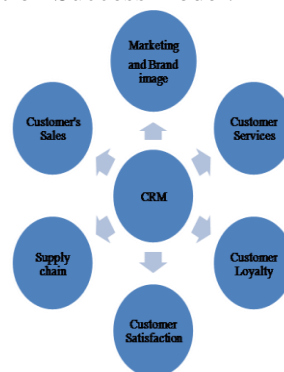 Marketing
and Brand
image
Customer's
Sales
Customer
Services
CRM
Supply
chain
Customer
Loyalty
Customer
Satisfaction